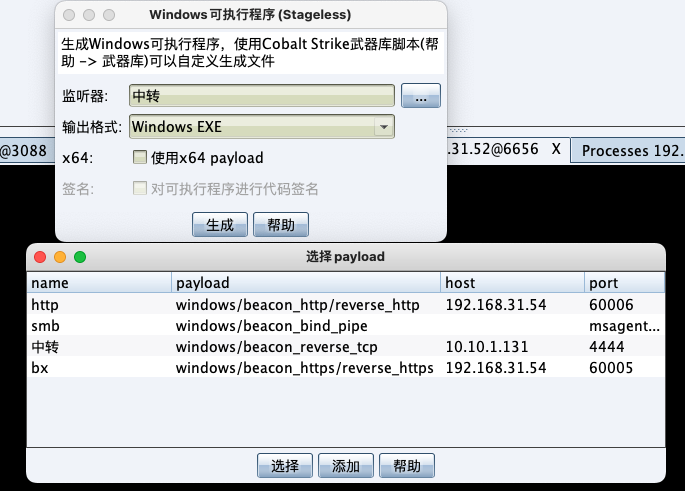 Windows 可执行程序 (Stageless)
生成Windows可执行程序，使用Cobalt Strike武器库脚本(帮
助 -> 武器库)可以自定义生成文件
监听器: 中转 ...
输出格式: Windows EXE
@3088 .31.52@6656 X Processes 192.
x64: 使用x64 payload
签名: 对可执行程序进行代码签名
生成 帮助
选择 payload
name payload host port
http windows/beacon_http/reverse_http 192.168.31.54 60006
smb windows/beacon_bind_pipe msagent...
中转 windows/beacon_reverse_tcp 10.10.1.131 4444
bx windows/beacon_https/reverse_https 192.168.31.54 60005
选择 添加 帮助